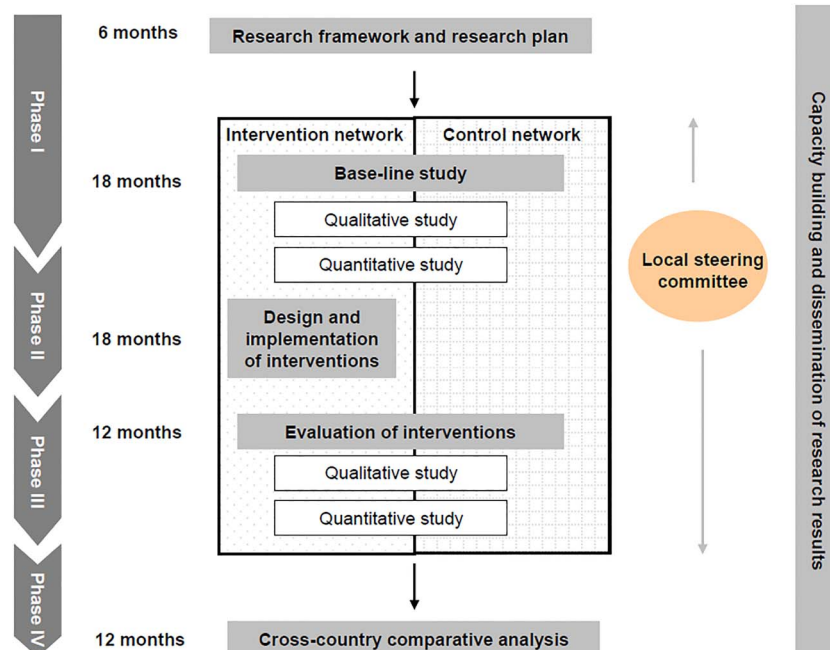 6 months
Research framework and research plan
Phase I
Intervention network
Control network
18 months
Base-line study
Qualitative study
Quantitative study
Local steering
committee
Phase II
18 months
Design and
implementation
of interventions
12 months
Evaluation of interventions
Phase III
Qualitative study
Quantitative study
Phase IV
12 months
Cross-country comparative analysis
Capacity building and dissemination of research results